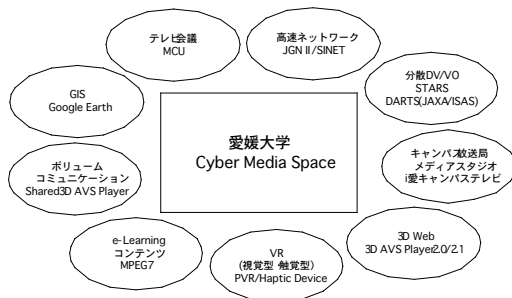 テレビ会議
MCU
高速ネットワーク
JGN II/SINET
分散DV/VO
STARS
DARTS(JAXA/ISAS)
GIS
Google Earth
愛媛大学
Cyber Media Space
キャンパス放送局
メディアスタジオ
i愛キャンパステレビ
ボリューム
コミュニケーション
Shared3D AVS Player
3D Web
3D AVS Player2.0/2.1
e-Learning
コンテンツ
MPEG7
VR
(視覚型・触覚型)
PVR/Haptic Device